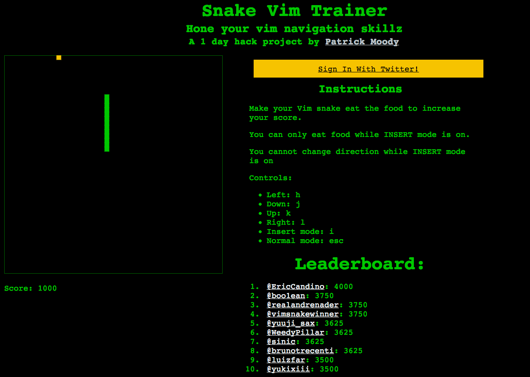 Snake Vim Trainer
Hone your vim navigation skillz
A 1 day hack project by Patrick Moody
Sign In With Twitter!
Instructions
Make your Vim snake eat the food to increase
your score.
You can only eat food while INSERT mode is on.
You cannot change direction while INSERT mode
is on
Controls:
• Left: h
• Down: j
• Up: k
• Right: l
• Insert mode: i
• Normal mode: esc
Score: 1000
Leaderboard:
1. @EricCandino: 4000
2. @boolean: 3750
3. @realandrenader: 3750
4. @vimsnakewinner: 3750
5. @yuuji_sax: 3625
6. @WeedyPillar: 3625
7. @sinic: 3625
8. @brunotrecenti: 3625
9. @luizfar: 3500
10. @yukixiii: 3500